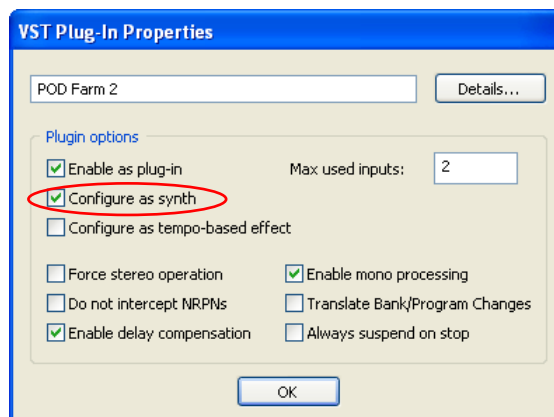 VST Plug-In Properties
POD Farm 2
Details...
Plugin options
Enable as plug-in
Max used inputs:
2
Configure as synth
Configure as tempo-based effect
Force stereo operation
Enable mono processing
Do not intercept NRPNs
Translate Bank/Program Changes
Enable delay compensation
Always suspend on stop
OK